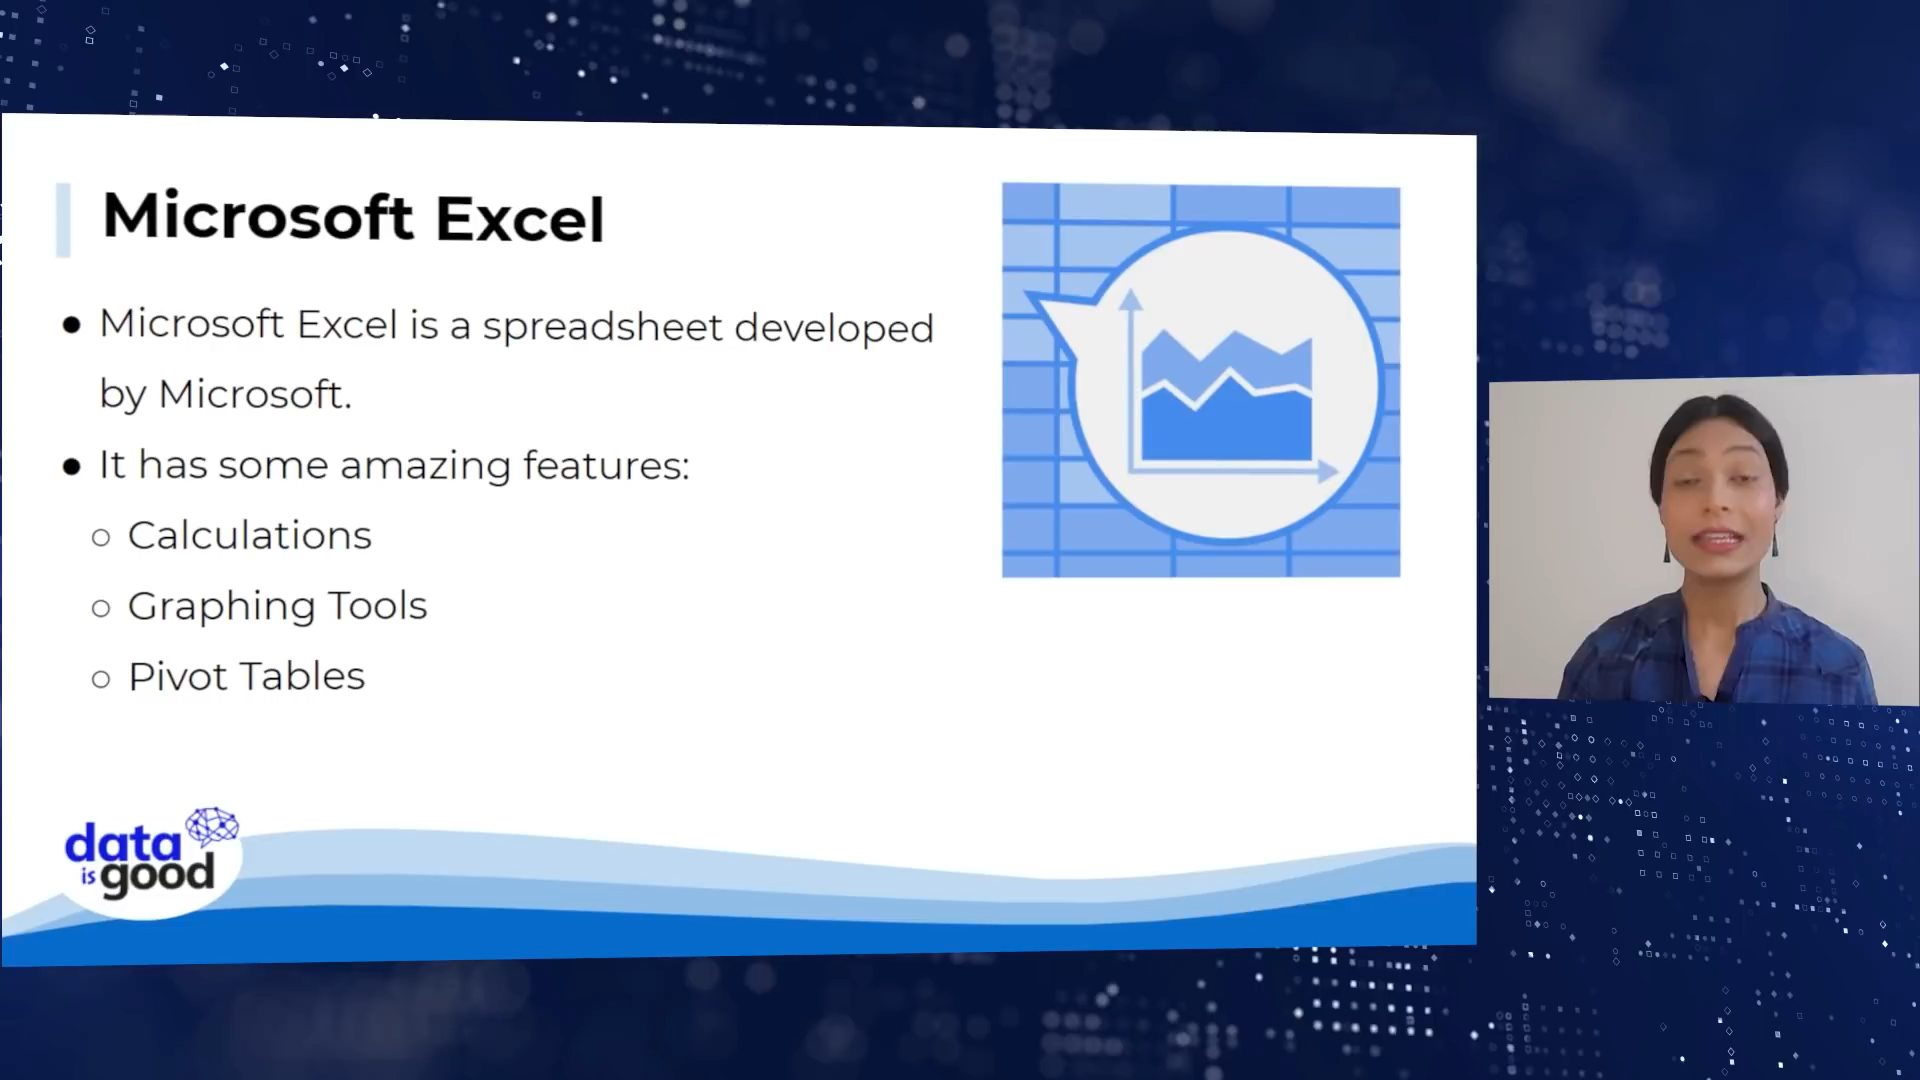 Microsoft Excel
● Microsoft Excel is a spreadsheet developed
by Microsoft.
● It has some amazing features:
○ Calculations
○ Graphing Tools
○ Pivot Tables
data
is good